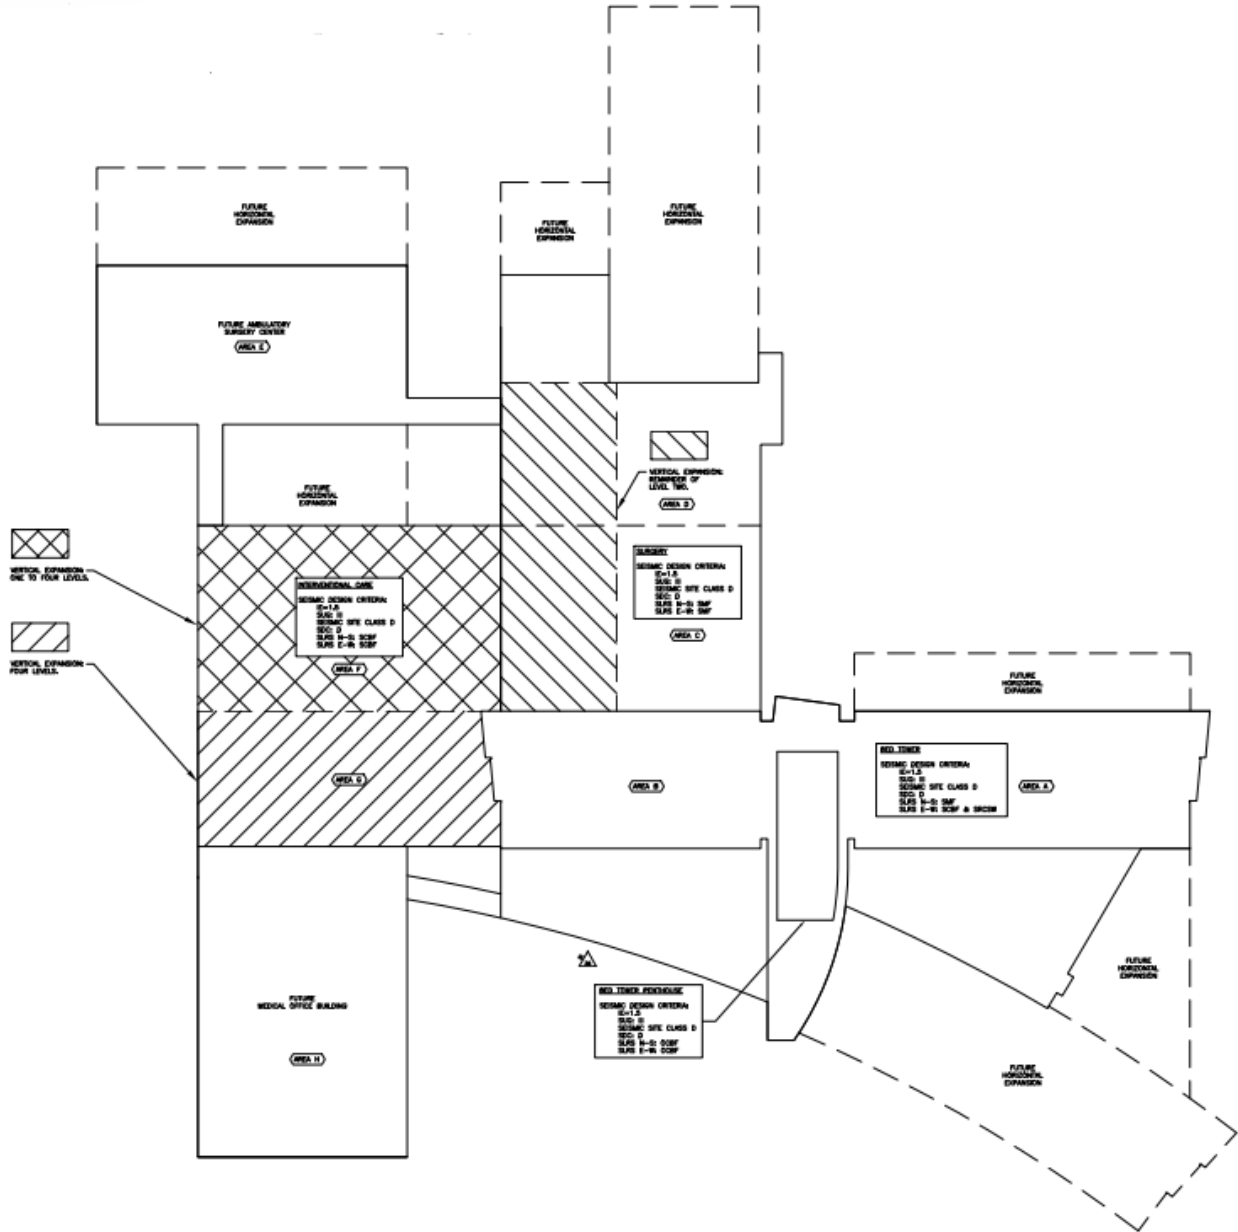 FUTURE
HORIZONTAL
EXPANSION
FUTURE
HORIZONTAL
EXPANSION
FUTURE
HORIZONTAL
EXPANSION
FUTURE AMBULATORY
SURGERY CENTER
AREA E
VERTICAL EXPANSION:
REMAINDER OF
LEVEL TWO.
AREA D
FUTURE
HORIZONTAL
EXPANSION
VERTICAL EXPANSION:
ONE TO FOUR LEVELS.
INTERVENTIONAL CARE
SEISMIC DESIGN CRITERIA:
IE=1.5
SUG: III
SEISMIC SITE CLASS D
SDC: D
SLRS N-S: SCBF
SLRS E-W: SCBF
AREA F
SURGERY
SEISMIC DESIGN CRITERIA:
IE=1.5
SUG: III
SEISMIC SITE CLASS D
SDC: D
SLRS N-S: SMF
SLRS E-W: SMF
AREA C
VERTICAL EXPANSION:
FOUR LEVELS.
FUTURE
HORIZONTAL
EXPANSION
AREA G
AREA B
BED TOWER
SEISMIC DESIGN CRITERIA:
IE=1.5
SUG: III
SEISMIC SITE CLASS D
SDC: D
SLRS N-S: SMF
SLRS E-W: SCBF & SRCSW
AREA A
FUTURE
HORIZONTAL
EXPANSION
FUTURE
MEDICAL OFFICE BUILDING
AREA H
BED TOWER PENTHOUSE
SEISMIC DESIGN CRITERIA:
IE=1.5
SUG: III
SEISMIC SITE CLASS D
SDC: D
SLRS N-S: OCBF
SLRS E-W: OCBF
FUTURE
HORIZONTAL
EXPANSION